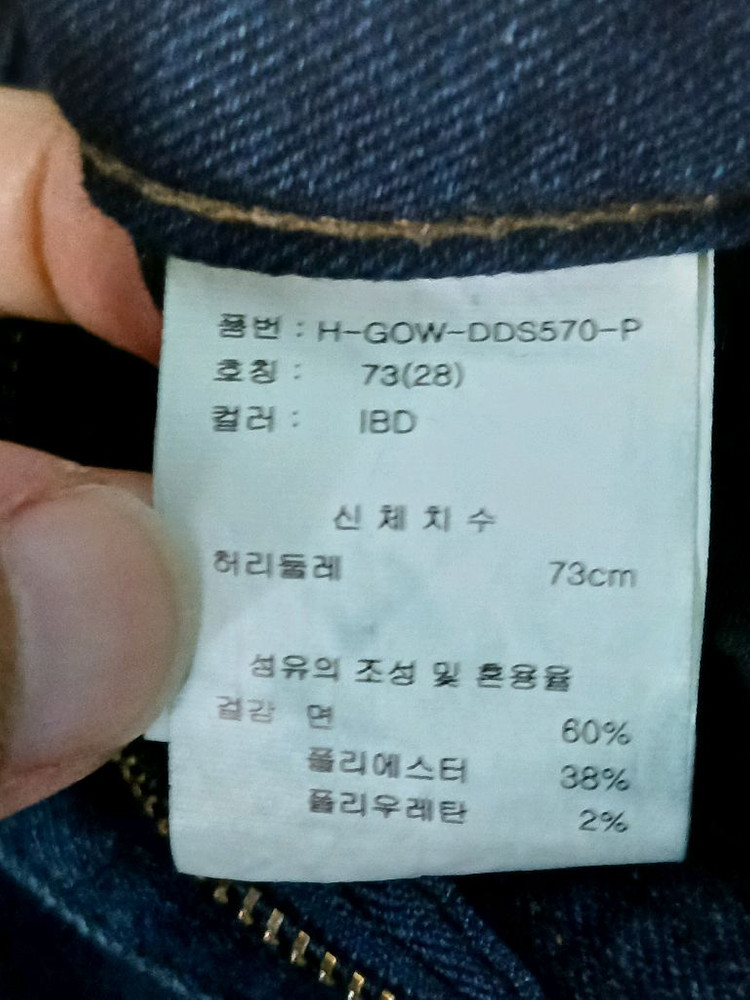 품번 : H-GOW-DDS570-P
호칭 : 73(28)
컬러 : IBD
신 체 치 수
허리둘레 73cm
섬유의 조성 및 혼용율
겉감 면 60%
폴리에스터 38%
폴리우레탄 2%